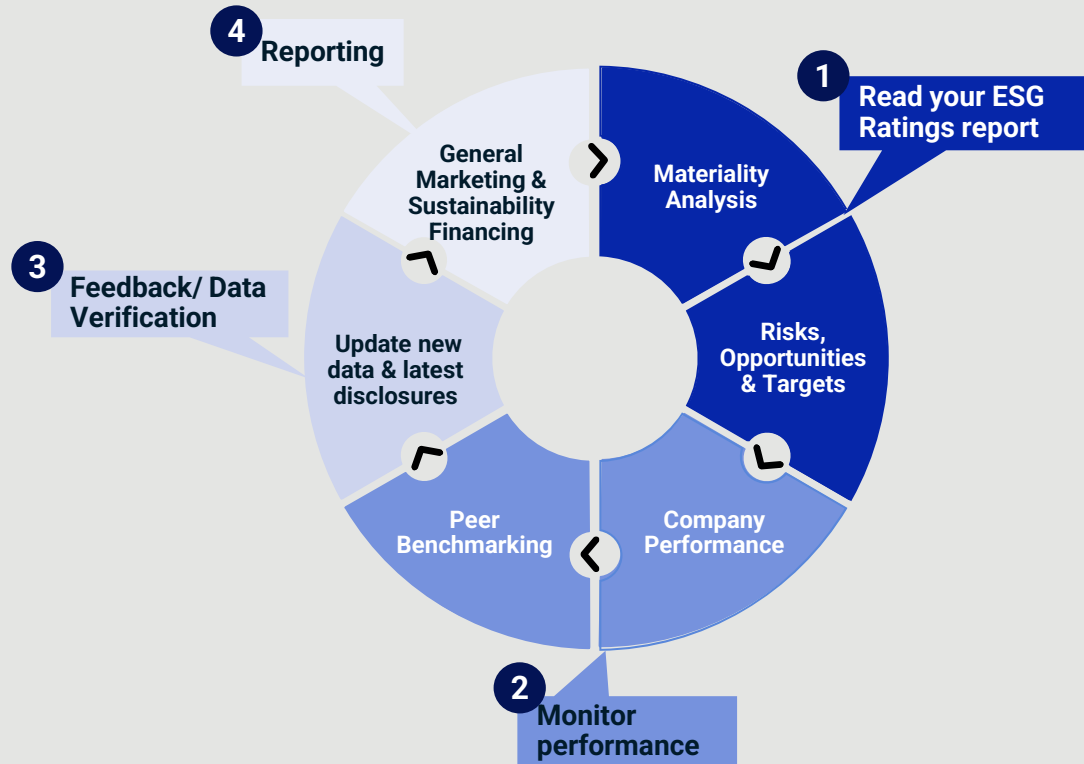 4
Reporting
1
Read your ESG
Ratings report
General
Marketing &
Sustainability
Financing
Materiality
Analysis
3
Feedback/ Data
Verification
Update new
data & latest
disclosures
Risks,
Opportunities
& Targets
Peer
Benchmarking
Company
Performance
2
Monitor
performance